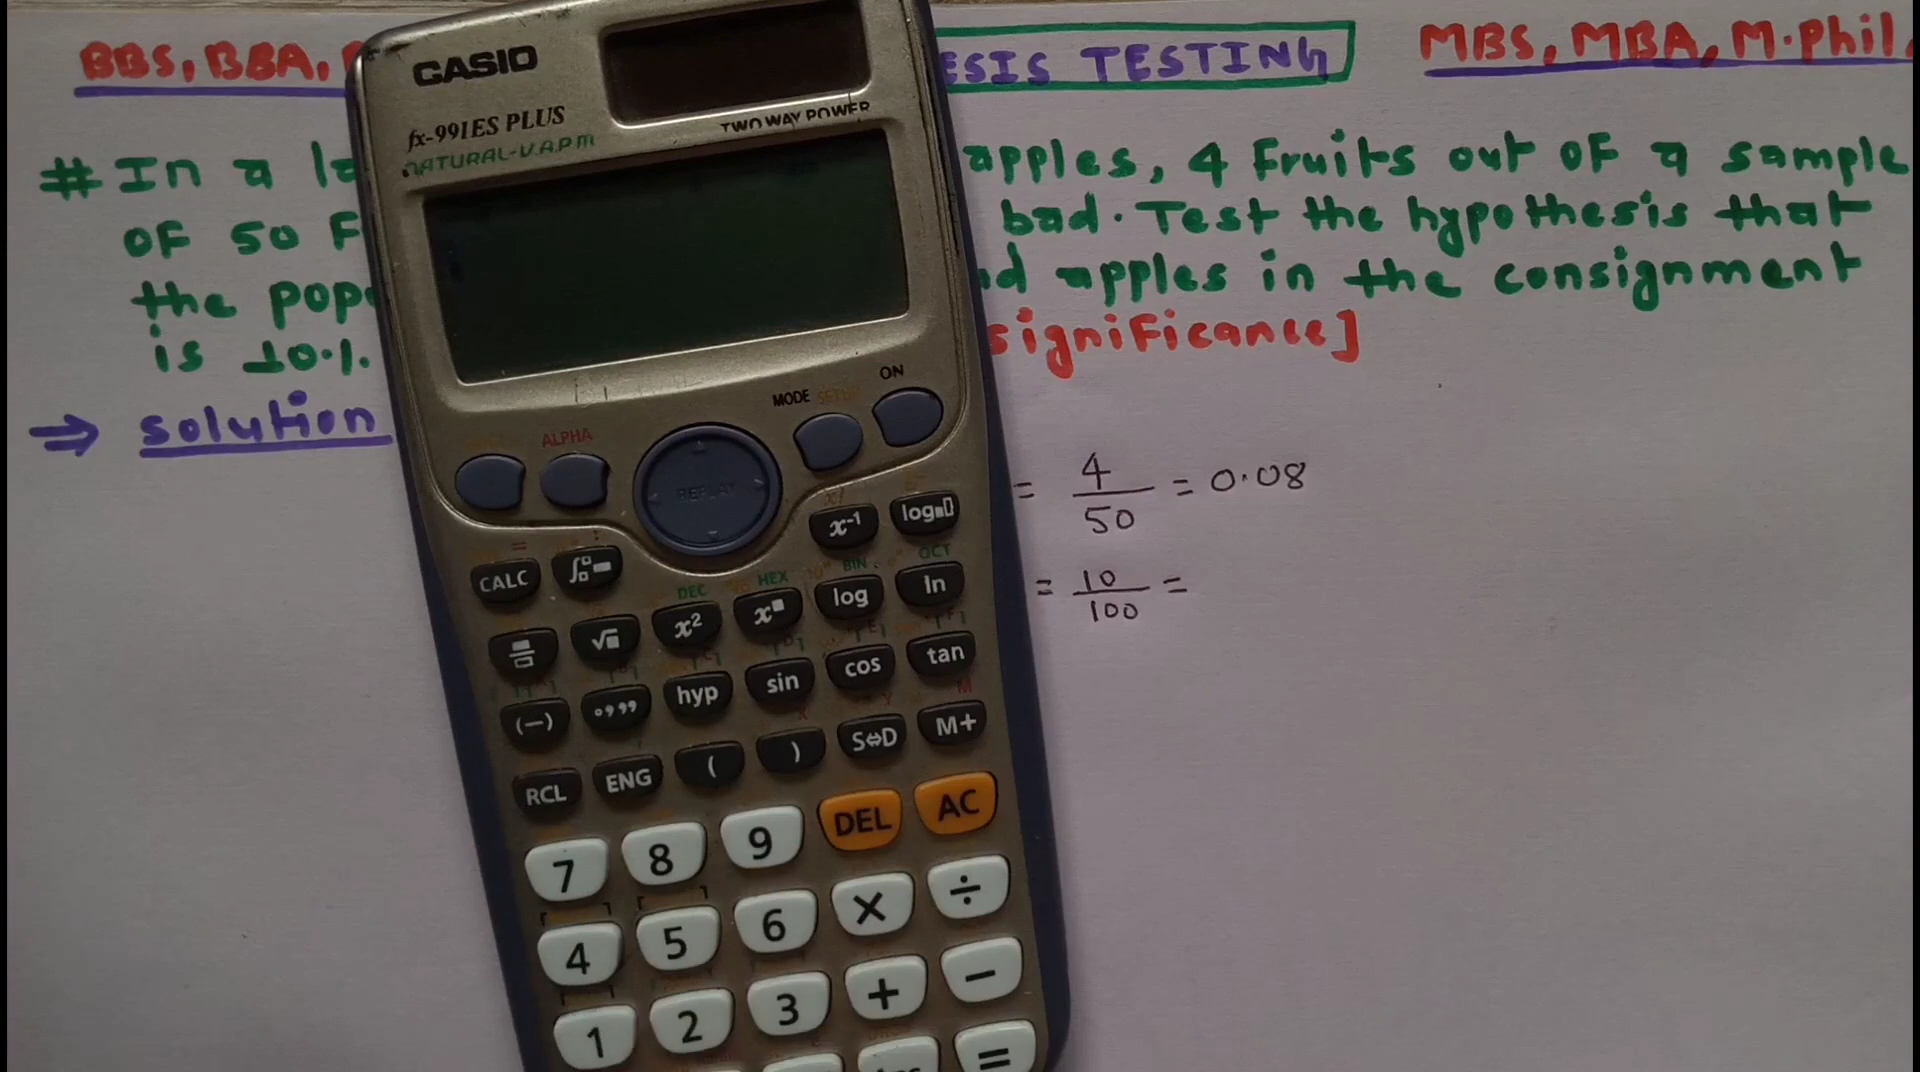 BBS, BBA, ESIS TESTING MBS, MBA, M.Phil,
# In a la apples, 4 Fruits out of a sample
of 50 F bad. Test the hypothesis that
the pop d apples in the consignment
is 10%. significance]
⇒ solution
= 4/50 = 0.08
= 10/100 =
CASIO
fx-991ES PLUS
TWO WAY POWER
NATURAL-V.A.P.M
MODE SETUP ON
ALPHA
REPLAY
x! 
x⁻¹ log
= :
CALC
DEC HEX BIN OCT
√ x² x log ln
(−) °,,, hyp sin cos tan
RCL ENG ( ) S⇔D M+
X Y M
7 8 9 DEL AC
4 5 6 × ÷
1 2 3 + −
=